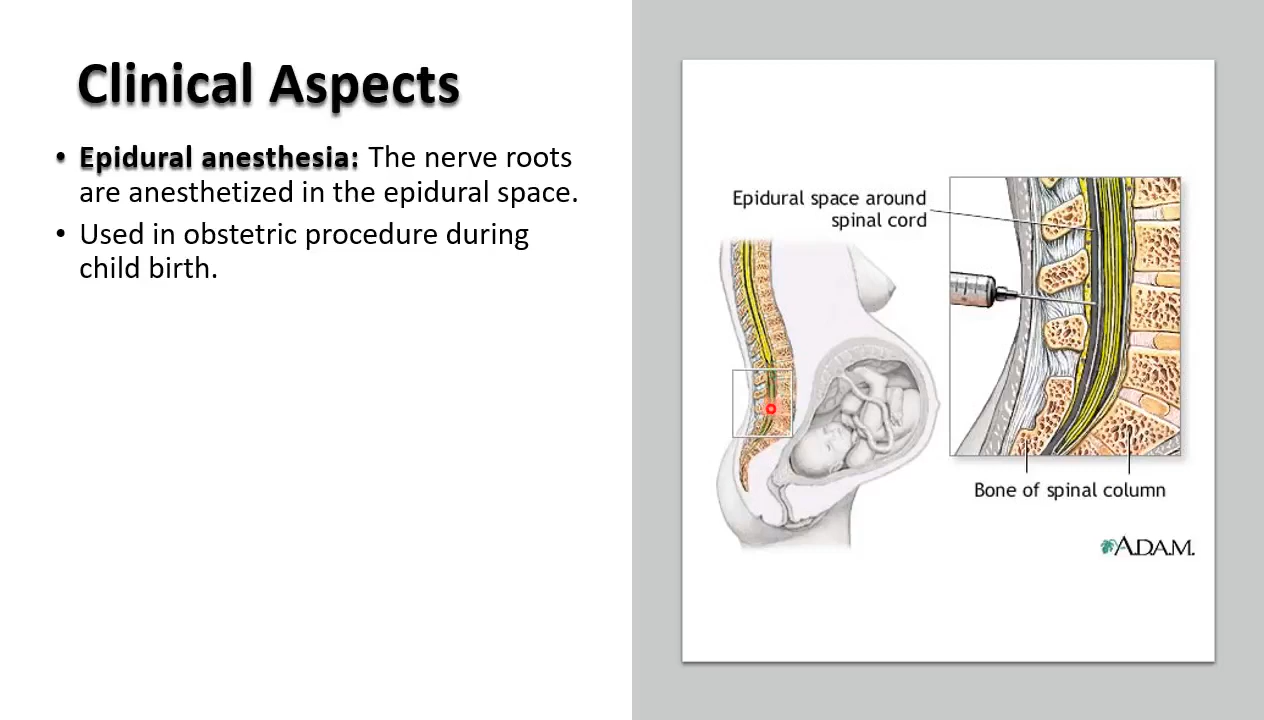 Clinical Aspects
• Epidural anesthesia: The nerve roots
are anesthetized in the epidural space.
• Used in obstetric procedure during
child birth.
Epidural space around
spinal cord
Bone of spinal column
A.D.A.M.